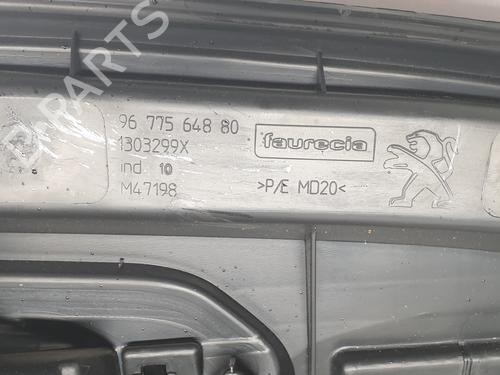 B-PARTS
96 775 648 80
1303299X
ind. 10
M47198
faurecia
>P/E MD20<